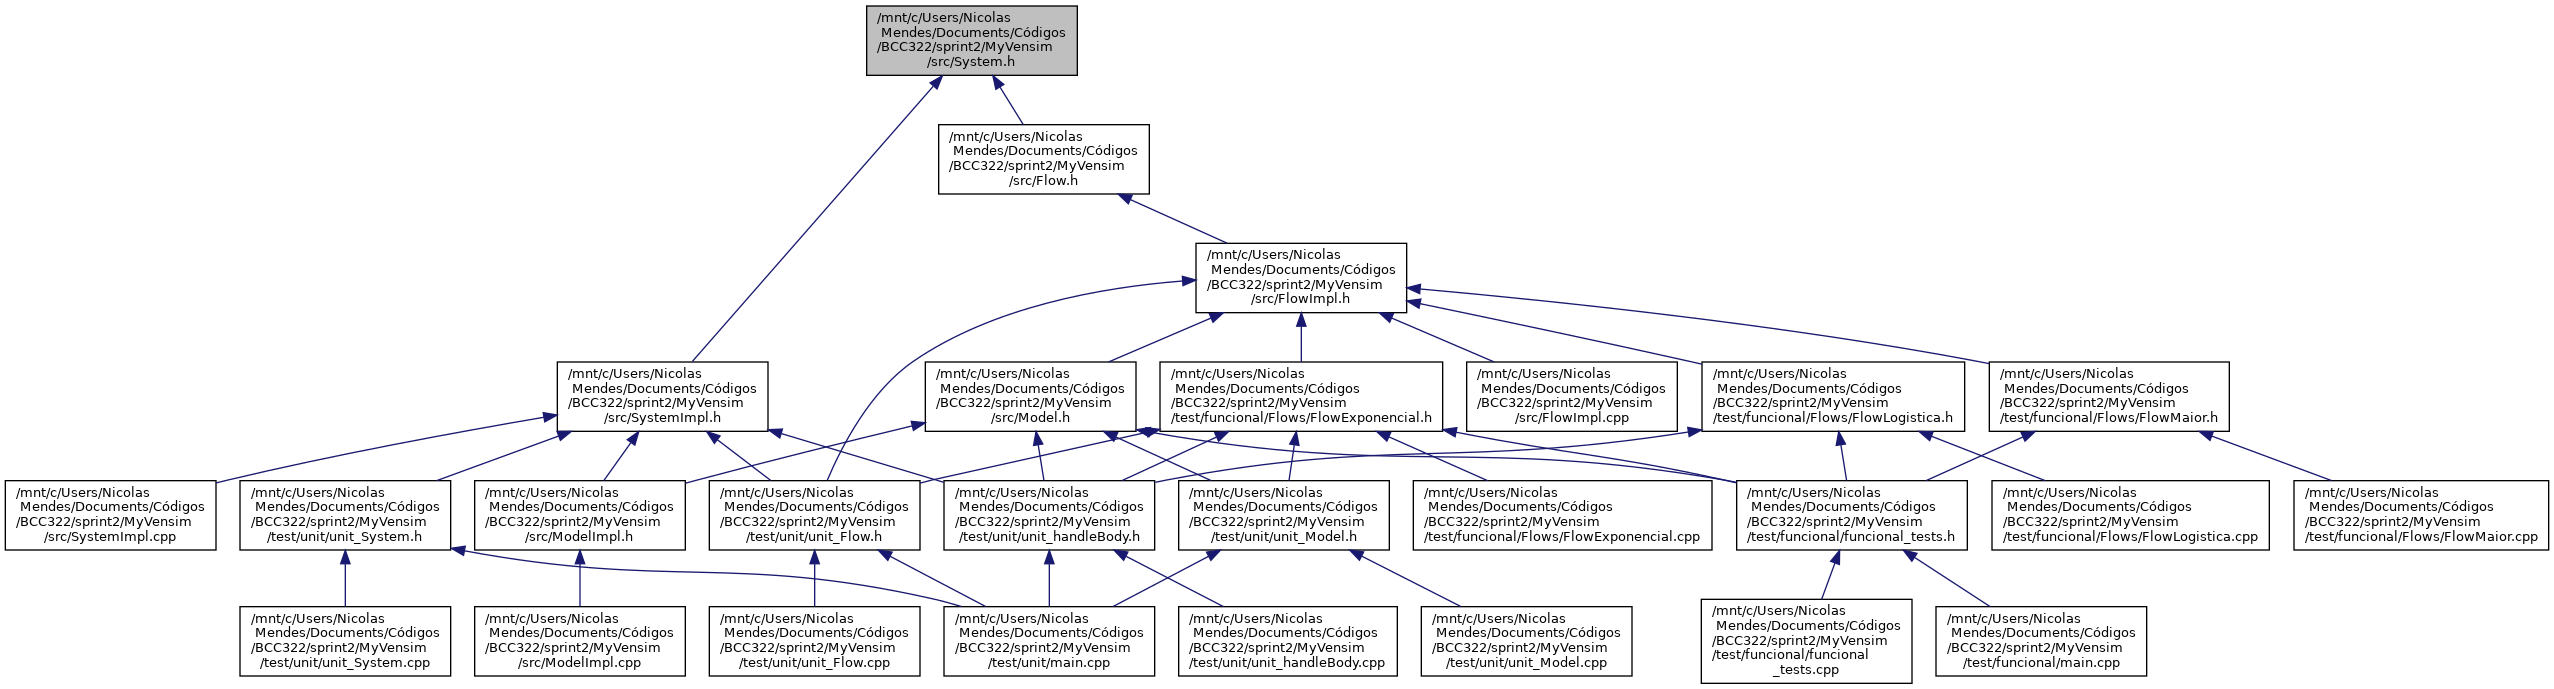 /mnt/c/Users/Nicolas
Mendes/Documents/Códigos
/BCC322/sprint2/MyVensim
/src/System.h
/mnt/c/Users/Nicolas
Mendes/Documents/Códigos
/BCC322/sprint2/MyVensim
/src/Flow.h
/mnt/c/Users/Nicolas
Mendes/Documents/Códigos
/BCC322/sprint2/MyVensim
/src/FlowImpl.h
/mnt/c/Users/Nicolas
Mendes/Documents/Códigos
/BCC322/sprint2/MyVensim
/src/SystemImpl.h
/mnt/c/Users/Nicolas
Mendes/Documents/Códigos
/BCC322/sprint2/MyVensim
/src/Model.h
/mnt/c/Users/Nicolas
Mendes/Documents/Códigos
/BCC322/sprint2/MyVensim
/test/funcional/Flows/FlowExponencial.h
/mnt/c/Users/Nicolas
Mendes/Documents/Códigos
/BCC322/sprint2/MyVensim
/src/FlowImpl.cpp
/mnt/c/Users/Nicolas
Mendes/Documents/Códigos
/BCC322/sprint2/MyVensim
/test/funcional/Flows/FlowLogistica.h
/mnt/c/Users/Nicolas
Mendes/Documents/Códigos
/BCC322/sprint2/MyVensim
/test/funcional/Flows/FlowMaior.h
/mnt/c/Users/Nicolas
Mendes/Documents/Códigos
/BCC322/sprint2/MyVensim
/src/SystemImpl.cpp
/mnt/c/Users/Nicolas
Mendes/Documents/Códigos
/BCC322/sprint2/MyVensim
/test/unit/unit_System.h
/mnt/c/Users/Nicolas
Mendes/Documents/Códigos
/BCC322/sprint2/MyVensim
/src/ModelImpl.h
/mnt/c/Users/Nicolas
Mendes/Documents/Códigos
/BCC322/sprint2/MyVensim
/test/unit/unit_Flow.h
/mnt/c/Users/Nicolas
Mendes/Documents/Códigos
/BCC322/sprint2/MyVensim
/test/unit/unit_handleBody.h
/mnt/c/Users/Nicolas
Mendes/Documents/Códigos
/BCC322/sprint2/MyVensim
/test/unit/unit_Model.h
/mnt/c/Users/Nicolas
Mendes/Documents/Códigos
/BCC322/sprint2/MyVensim
/test/funcional/Flows/FlowExponencial.cpp
/mnt/c/Users/Nicolas
Mendes/Documents/Códigos
/BCC322/sprint2/MyVensim
/test/funcional/funcional_tests.h
/mnt/c/Users/Nicolas
Mendes/Documents/Códigos
/BCC322/sprint2/MyVensim
/test/funcional/Flows/FlowLogistica.cpp
/mnt/c/Users/Nicolas
Mendes/Documents/Códigos
/BCC322/sprint2/MyVensim
/test/funcional/Flows/FlowMaior.cpp
/mnt/c/Users/Nicolas
Mendes/Documents/Códigos
/BCC322/sprint2/MyVensim
/test/unit/unit_System.cpp
/mnt/c/Users/Nicolas
Mendes/Documents/Códigos
/BCC322/sprint2/MyVensim
/src/ModelImpl.cpp
/mnt/c/Users/Nicolas
Mendes/Documents/Códigos
/BCC322/sprint2/MyVensim
/test/unit/unit_Flow.cpp
/mnt/c/Users/Nicolas
Mendes/Documents/Códigos
/BCC322/sprint2/MyVensim
/test/unit/main.cpp
/mnt/c/Users/Nicolas
Mendes/Documents/Códigos
/BCC322/sprint2/MyVensim
/test/unit/unit_handleBody.cpp
/mnt/c/Users/Nicolas
Mendes/Documents/Códigos
/BCC322/sprint2/MyVensim
/test/unit/unit_Model.cpp
/mnt/c/Users/Nicolas
Mendes/Documents/Códigos
/BCC322/sprint2/MyVensim
/test/funcional/funcional
_tests.cpp
/mnt/c/Users/Nicolas
Mendes/Documents/Códigos
/BCC322/sprint2/MyVensim
/test/funcional/main.cpp